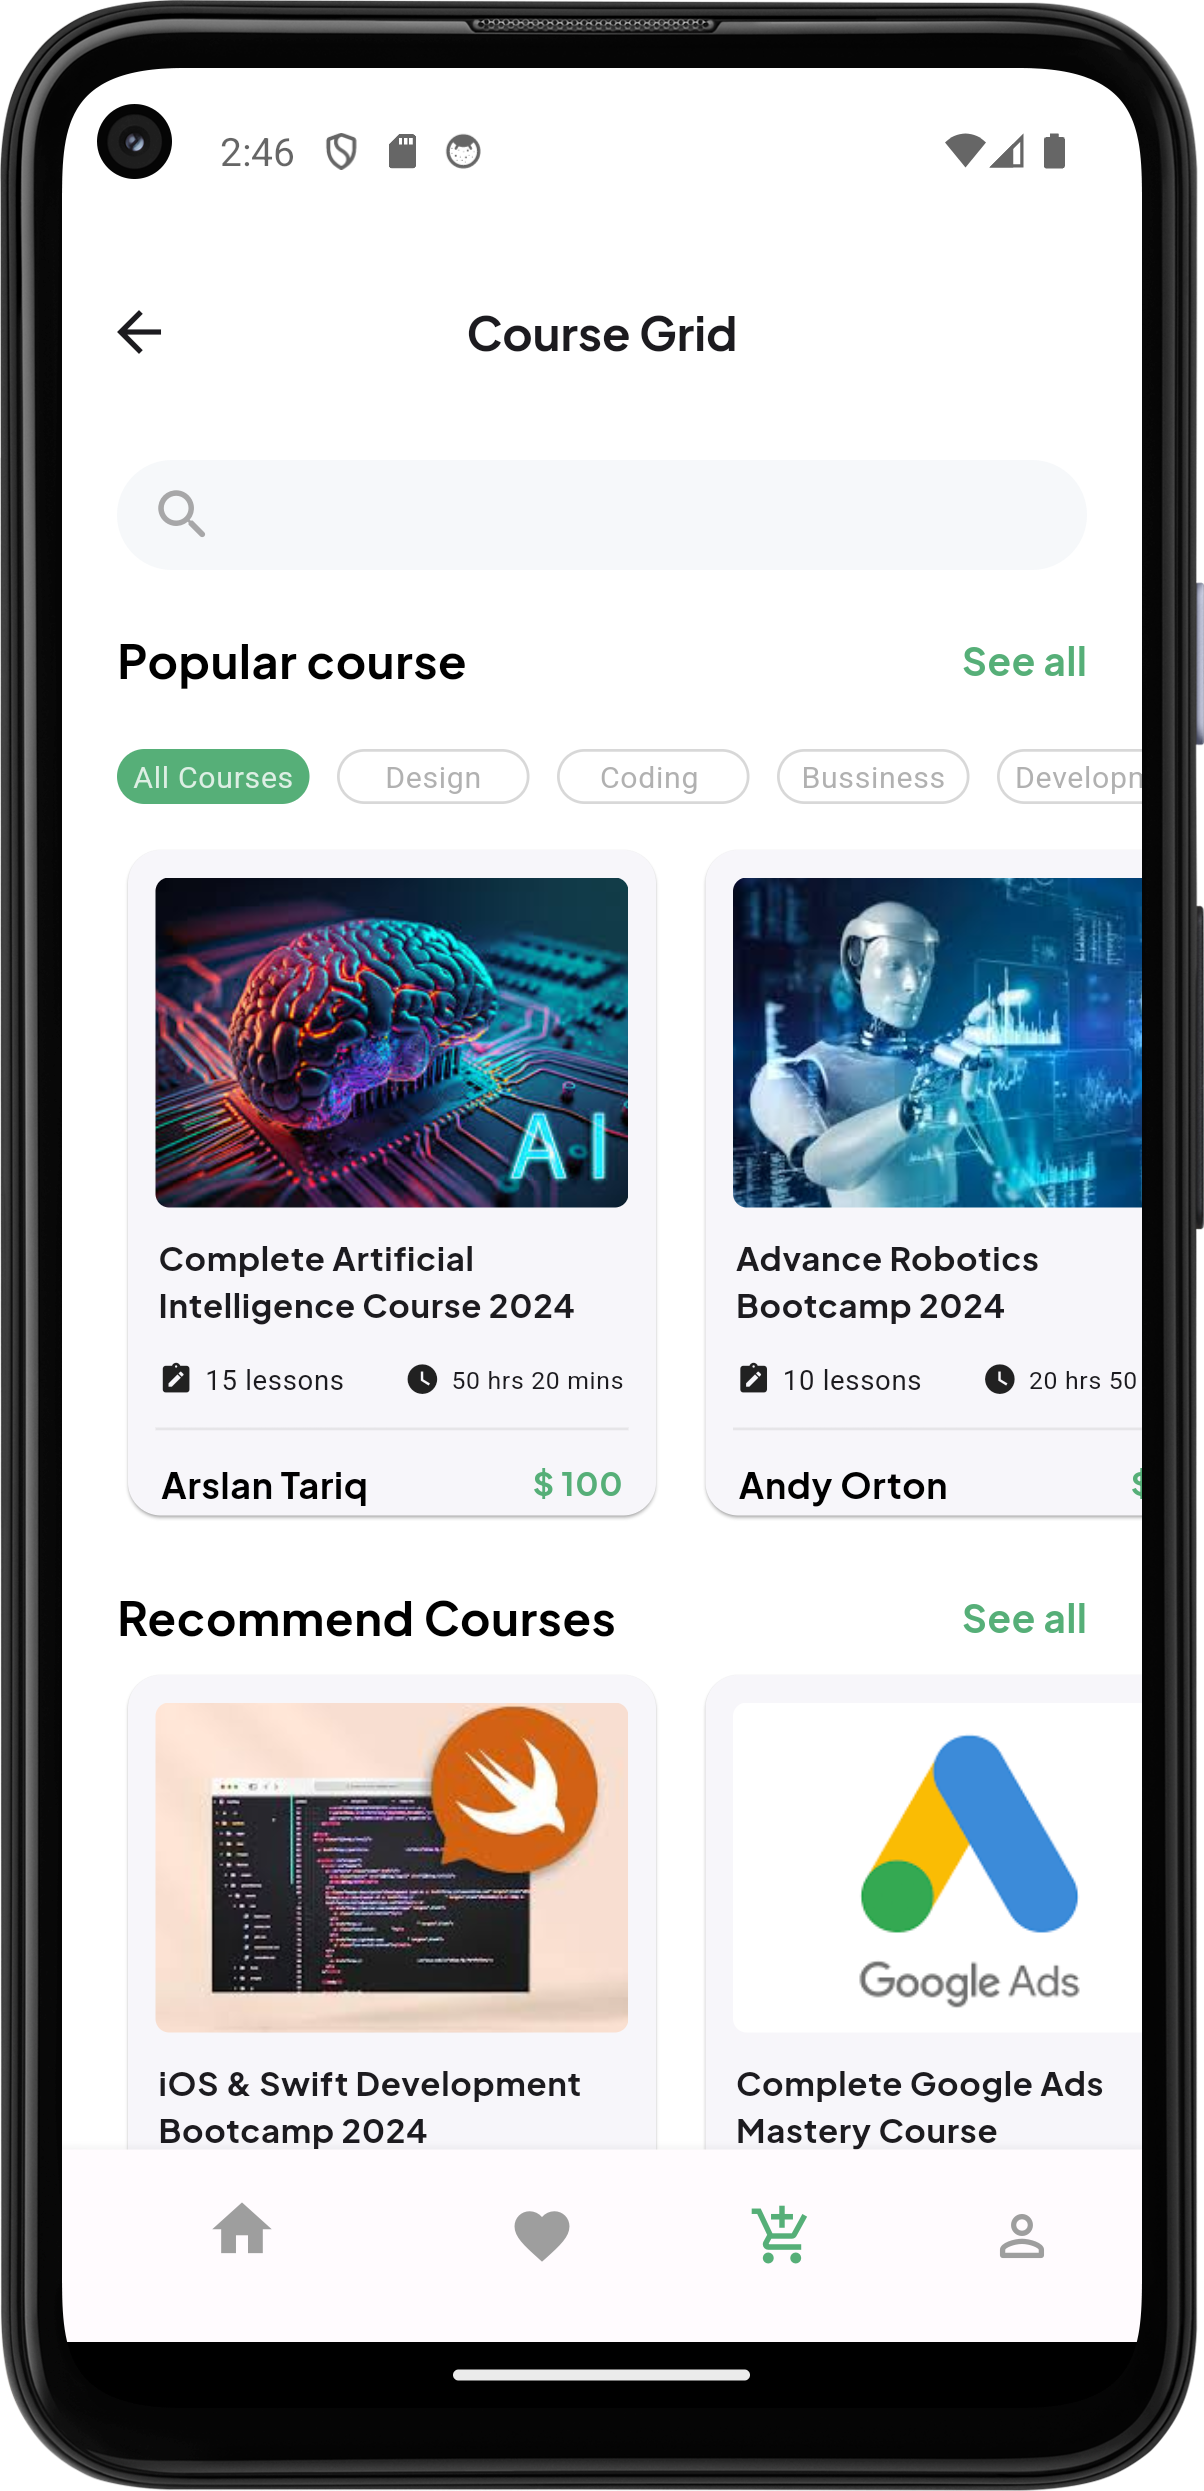 2:46
Course Grid
Popular course
See all
All Courses
Design
Coding
Bussiness
Developm
AI
Complete Artificial
Intelligence Course 2024
15 lessons
50 hrs 20 mins
Arslan Tariq
$ 100
Advance Robotics
Bootcamp 2024
10 lessons
20 hrs 50
Andy Orton
$
Recommend Courses
See all
iOS & Swift Development
Bootcamp 2024
Google Ads
Complete Google Ads
Mastery Course